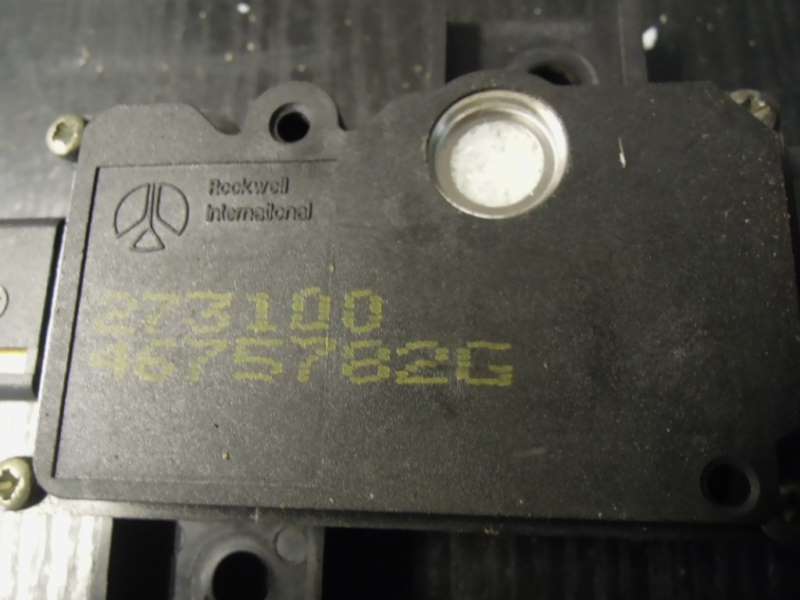 Rockwell
International
273100
4675782G